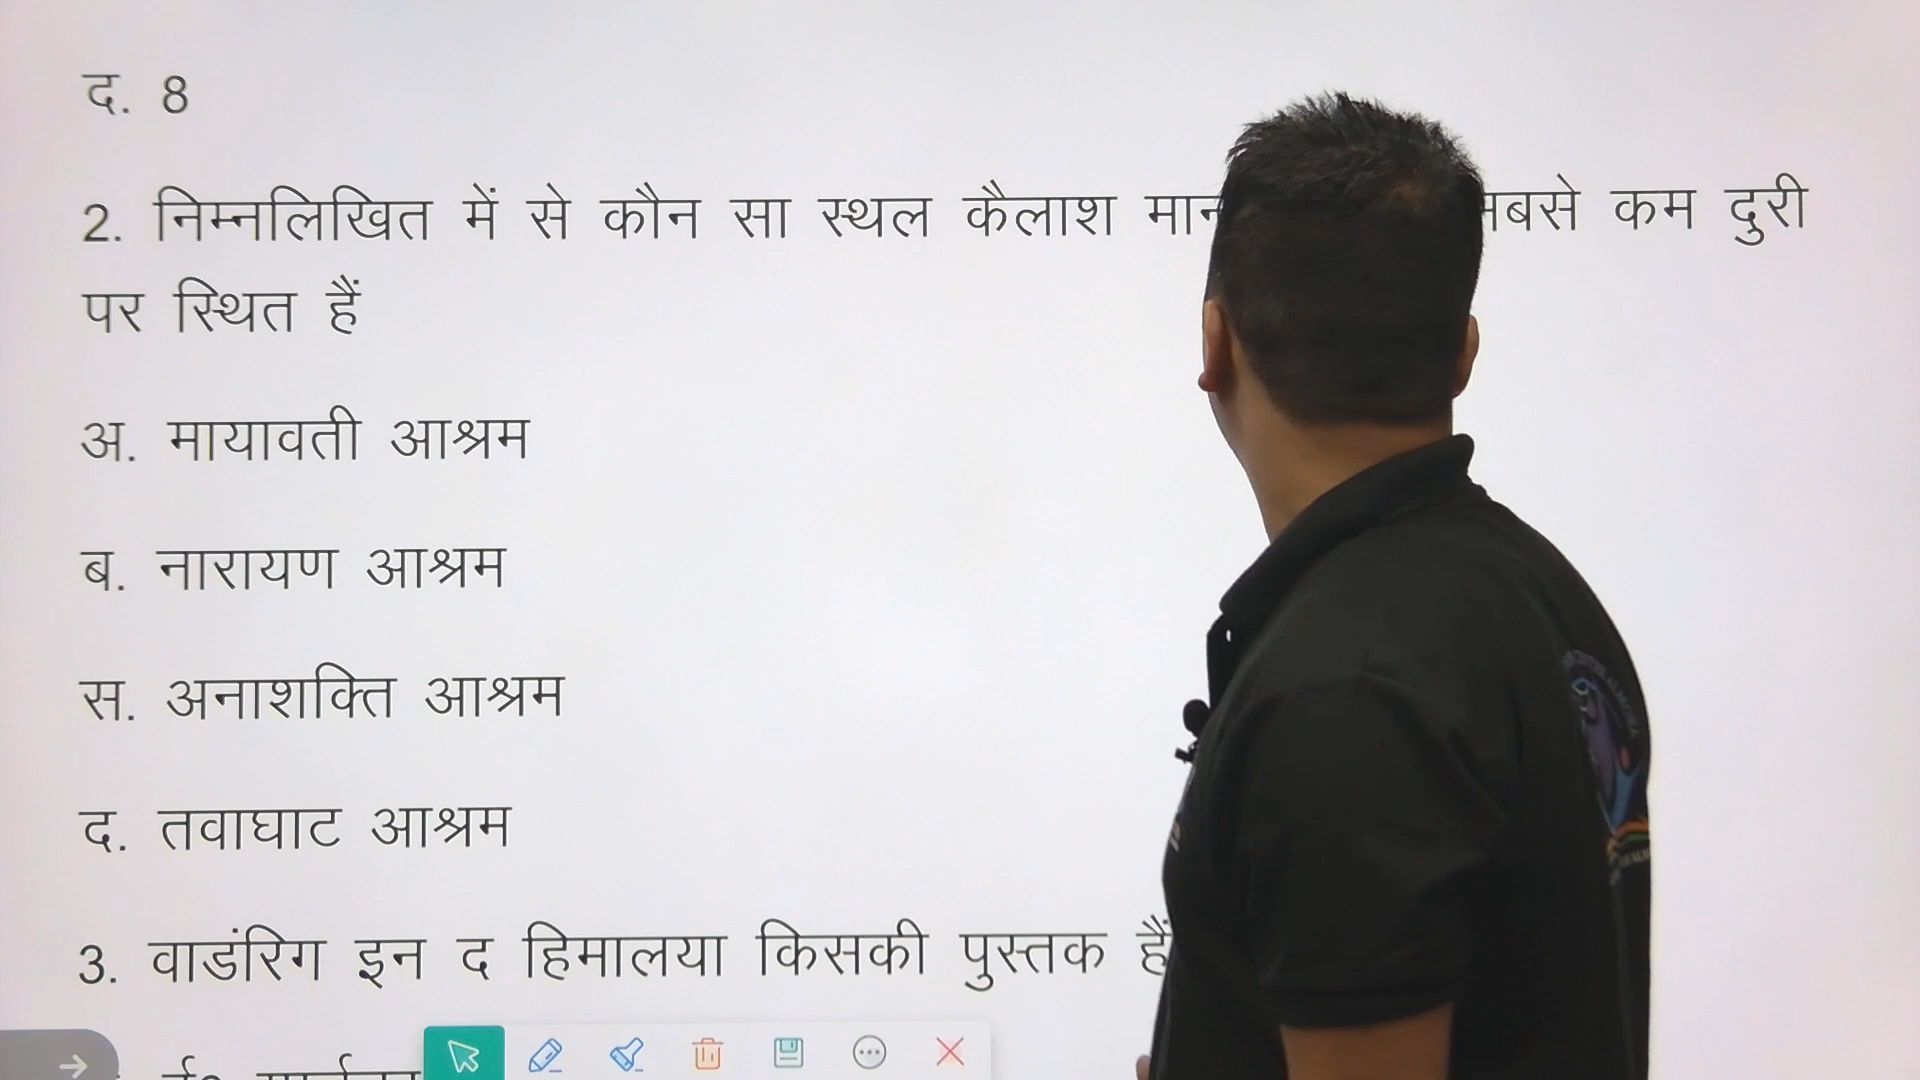 द. 8
2. निम्नलिखित में से कौन सा स्थल कैलाश कम दुरी
पर स्थित हैं
अ. मायावती आश्रम
ब. नारायण आश्रम
स. अनाशक्ति आश्रम
द. तवाघाट आश्रम
3. वाडंरिग इन द हिमालया किसकी पुस्तक हैं